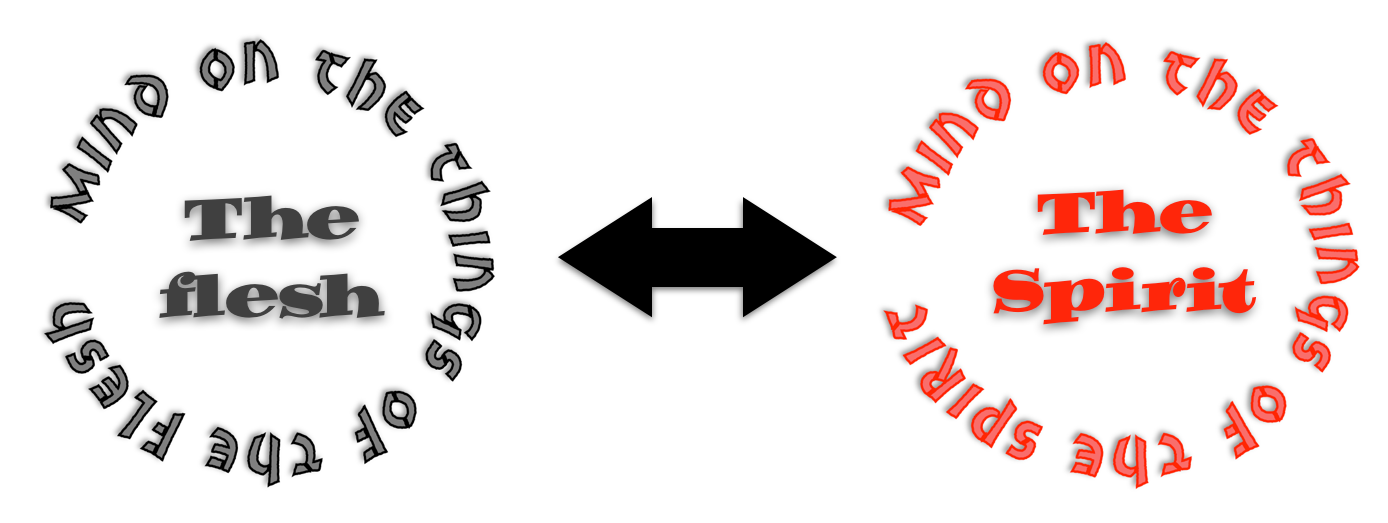 MIND ON THE THINGS OF THE FLESH
The
flesh
MIND ON THE THINGS OF THE SPIRIT
The
Spirit